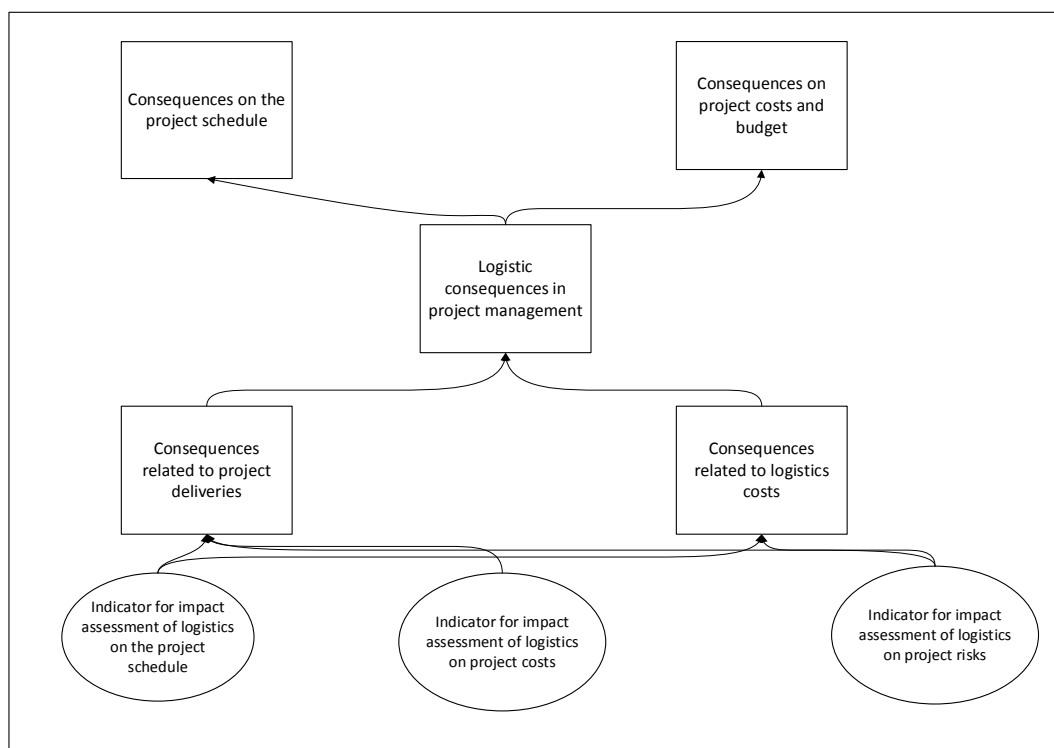 Consequences on the
project schedule
Consequences on
project costs and
budget
Logistic
consequences in
project management
Consequences
related to project
deliveries
Consequences
related to logistics
costs
Indicator for impact
assessment of logistics
on the project
schedule
Indicator for impact
assessment of logistics
on project costs
Indicator for impact
assessment of logistics
on project risks